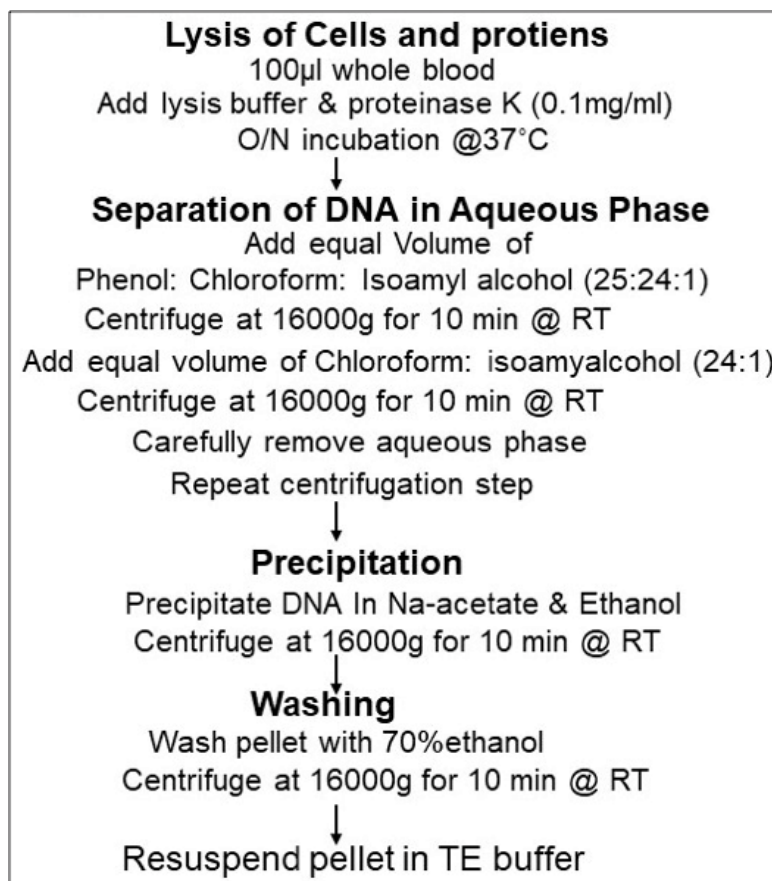 Lysis of Cells and protiens
100µl whole blood
Add lysis buffer & proteinase K (0.1mg/ml)
O/N incubation @37°C
Separation of DNA in Aqueous Phase
Add equal Volume of
Phenol: Chloroform: Isoamyl alcohol (25:24:1)
Centrifuge at 16000g for 10 min @ RT
Add equal volume of Chloroform: isoamyalcohol (24:1)
Centrifuge at 16000g for 10 min @ RT
Carefully remove aqueous phase
Repeat centrifugation step
Precipitation
Precipitate DNA In Na-acetate & Ethanol
Centrifuge at 16000g for 10 min @ RT
Washing
Wash pellet with 70%ethanol
Centrifuge at 16000g for 10 min @ RT
Resuspend pellet in TE buffer